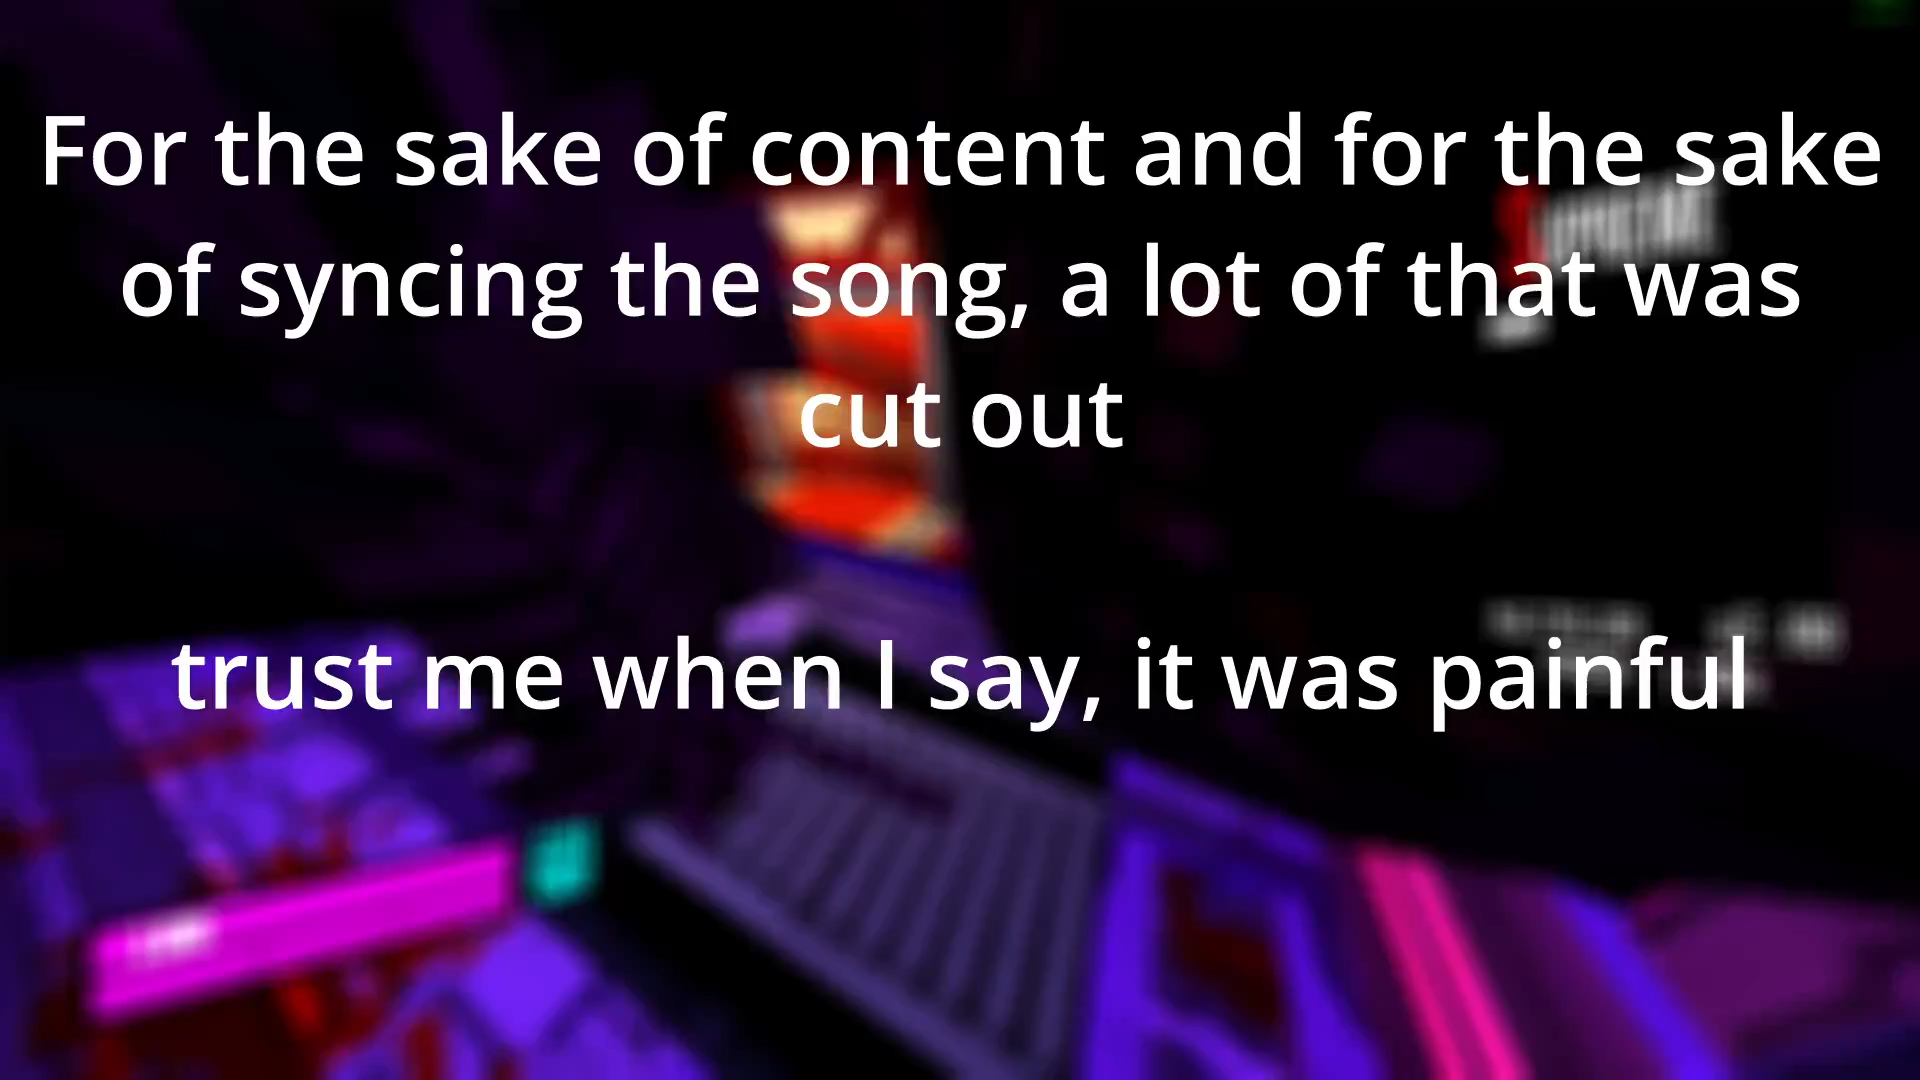 For the sake of content and for the sake
of syncing the song, a lot of that was
cut out
trust me when I say, it was painful